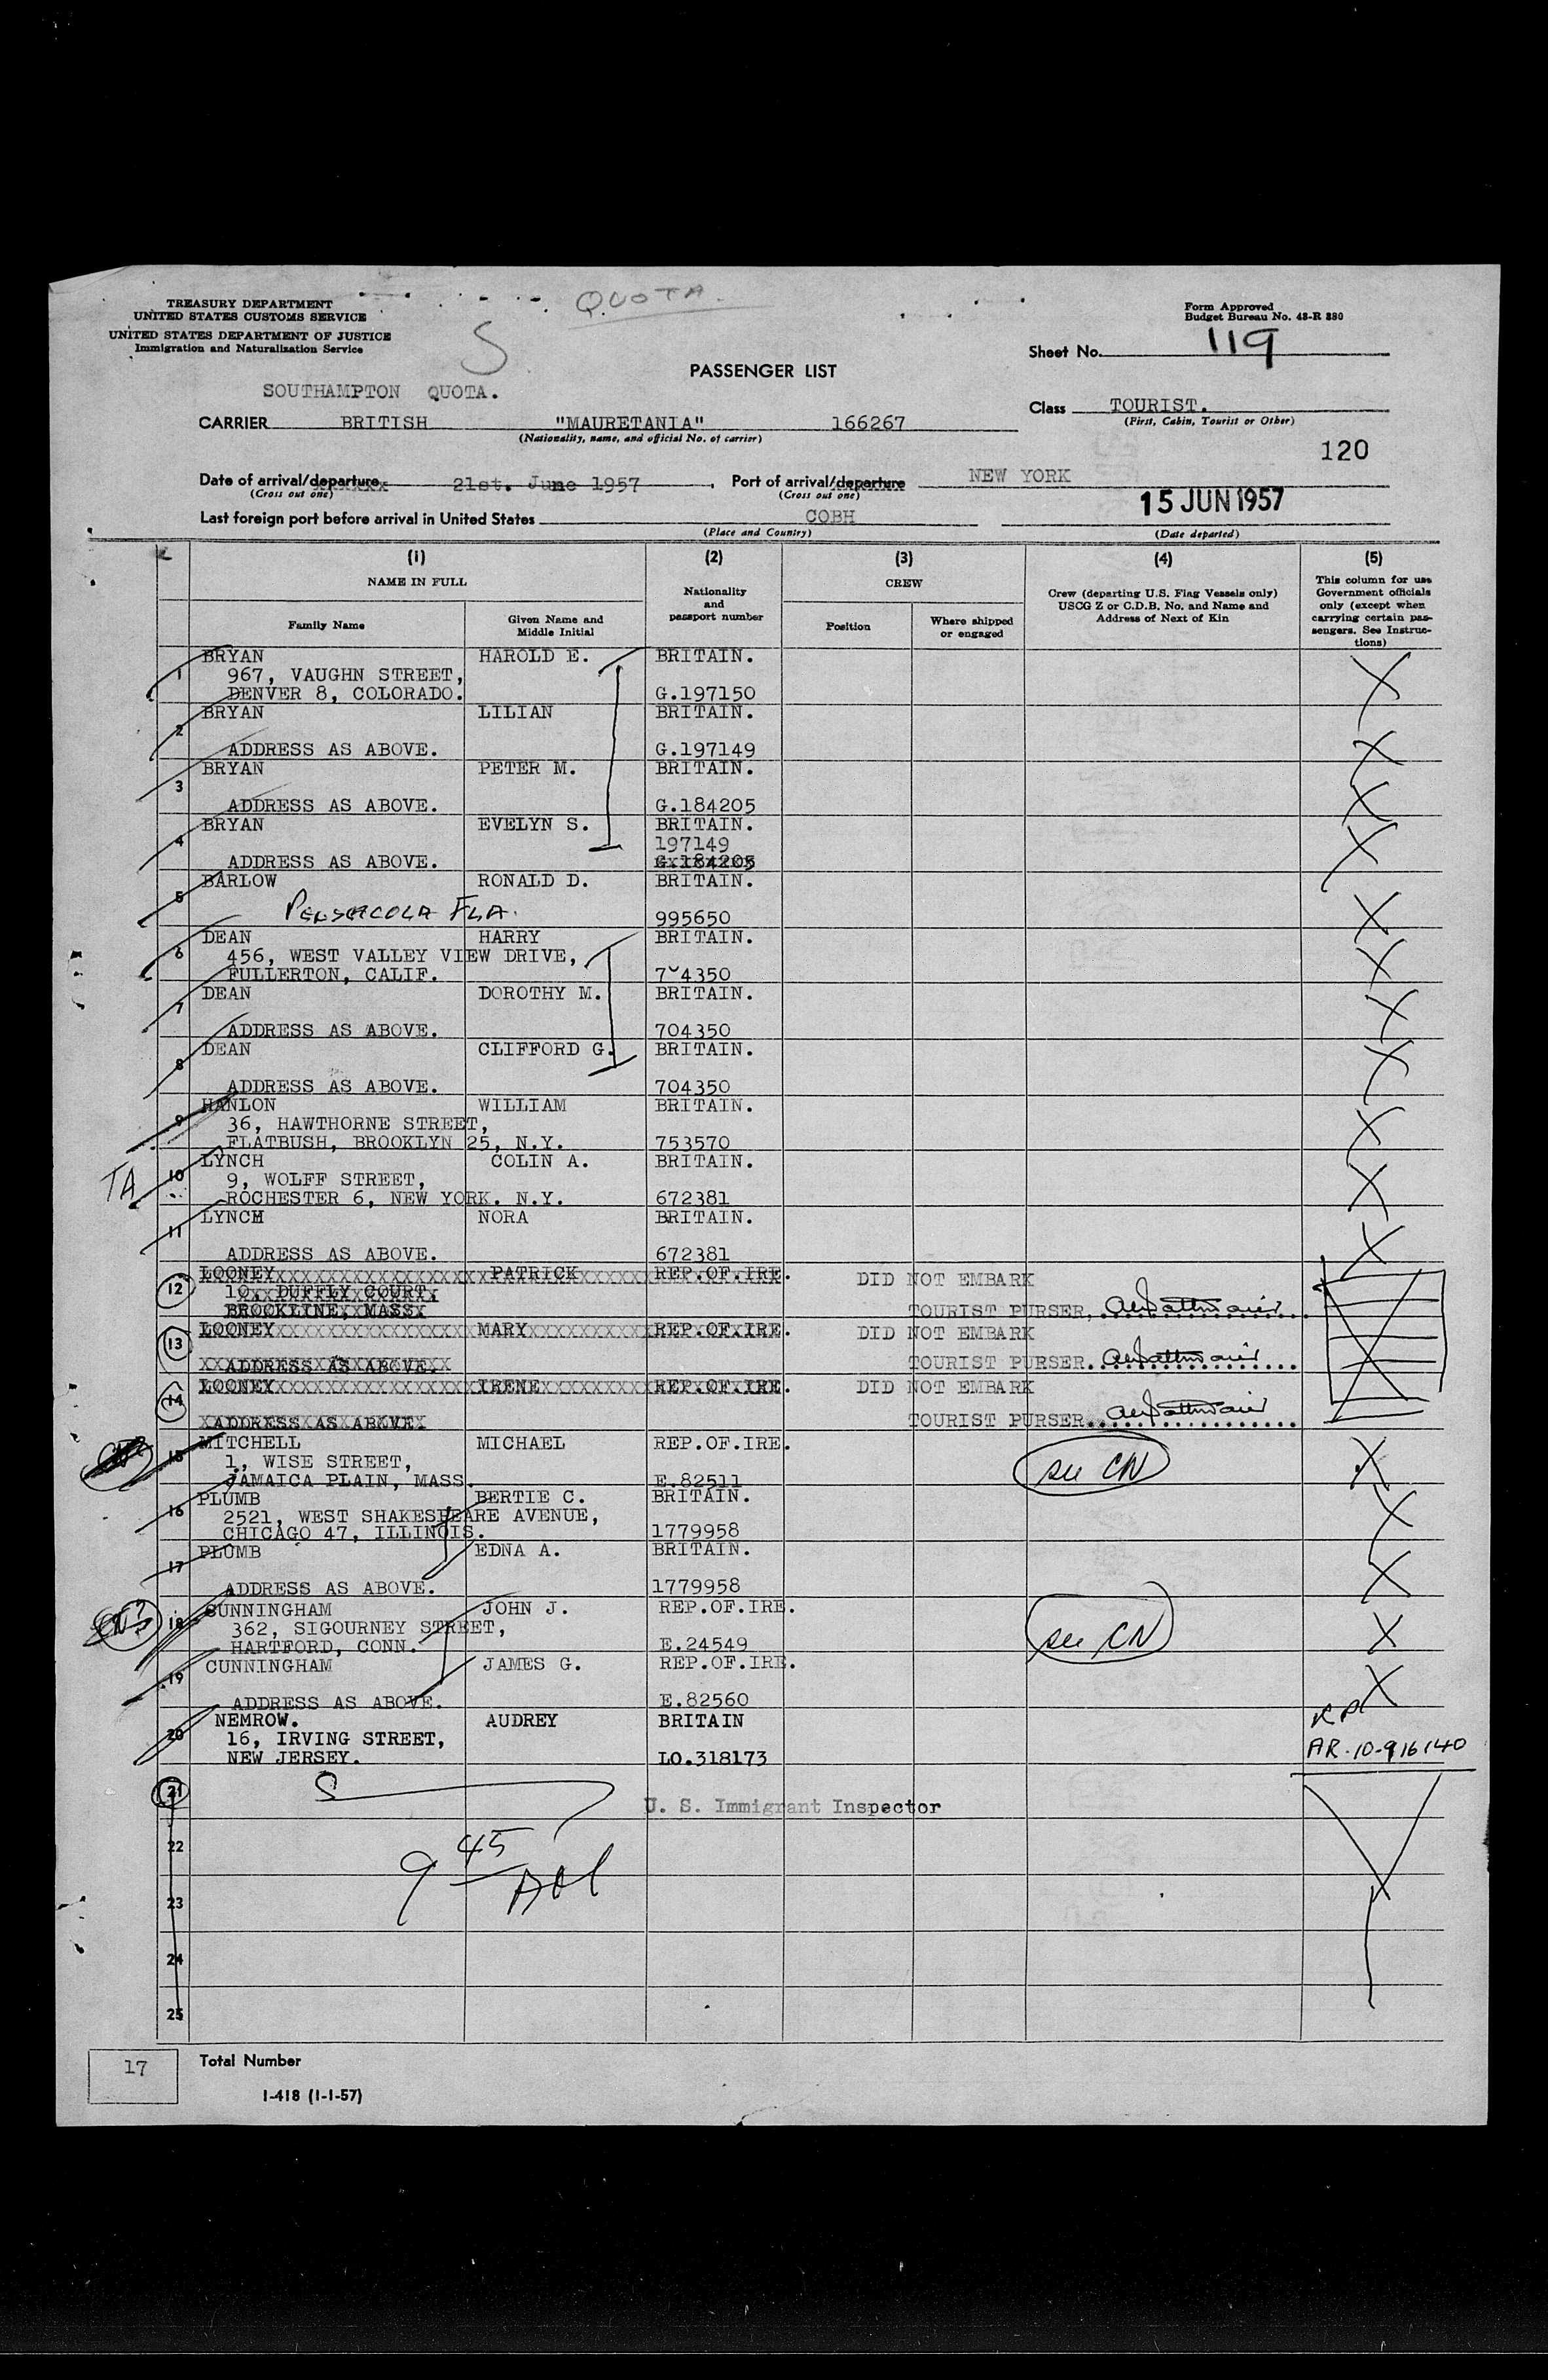 QUOTA.
TREASURY DEPARTMENT
UNITED STATES CUSTOMS SERVICE
UNITED STATES DEPARTMENT OF JUSTICE
Immigration and Naturalization Service
S
Form Approved
Budget Bureau No. 43-R 380
Sheet No. 119
PASSENGER LIST
SOUTHAMPTON QUOTA.
CARRIER BRITISH "MAURETANIA" 166267
(Nationality, name, and official No. of carrier)
Class TOURIST.
(First, Cabin, Tourist or Other)
120
Date of arrival/departure 21st. June 1957, Port of arrival/departure NEW YORK
(Cross out one) (Cross out one)
Last foreign port before arrival in United States COBH 15 JUN 1957
(Place and Country) (Date departed)
(1) (2) (3) (4) (5)
NAME IN FULL
Family Name
Given Name and
Middle Initial
Nationality
and
passport number
CREW
Position
Where shipped
or engaged
Crew (departing U.S. Flag Vessels only)
USCG Z or C.D.B. No. and Name and
Address of Next of Kin
This column for use
Government officials
only (except when
carrying certain pas-
sengers. See Instruc-
tions)
1 BRYAN HAROLD E. BRITAIN.
967, VAUGHN STREET,
DENVER 8, COLORADO. G.197150
2 BRYAN LILIAN BRITAIN.
ADDRESS AS ABOVE. G.197149
3 BRYAN PETER M. BRITAIN.
ADDRESS AS ABOVE. G.184205
4 BRYAN EVELYN S. BRITAIN.
197149
ADDRESS AS ABOVE. G.184205
5 BARLOW RONALD D. BRITAIN.
PENSACOLA FLA. 995650
6 DEAN HARRY BRITAIN.
456, WEST VALLEY VIEW DRIVE,
FULLERTON, CALIF. 704350
7 DEAN DOROTHY M. BRITAIN.
ADDRESS AS ABOVE. 704350
8 DEAN CLIFFORD G. BRITAIN.
ADDRESS AS ABOVE. 704350
9 HANLON WILLIAM BRITAIN.
36, HAWTHORNE STREET,
FLATBUSH, BROOKLYN 25, N.Y. 753570
TA 10 LYNCH COLIN A. BRITAIN.
9, WOLFF STREET,
ROCHESTER 6, NEW YORK. N.Y. 672381
11 LYNCH NORA BRITAIN.
ADDRESS AS ABOVE. 672381
12 LOONEY PATRICK REP.OF.IRE. DID NOT EMBARK
10, DUFFLY COURT,
BROOKLINE, MASS TOURIST PURSER
13 LOONEY MARY REP.OF.IRE. DID NOT EMBARK
ADDRESS AS ABOVE. TOURIST PURSER
14 LOONEY IRENE REP.OF.IRE. DID NOT EMBARK
ADDRESS AS ABOVE TOURIST PURSER
15 MITCHELL MICHAEL REP.OF.IRE. see CN
1, WISE STREET,
JAMAICA PLAIN, MASS. E.82511
16 PLUMB BERTIE C. BRITAIN.
2521, WEST SHAKESPEARE AVENUE,
CHICAGO 47, ILLINOIS. 1779958
17 PLUMB EDNA A. BRITAIN.
ADDRESS AS ABOVE. 1779958
18 CUNNINGHAM JOHN J. REP.OF.IRE. see CN
362, SIGOURNEY STREET,
HARTFORD, CONN. E.24549
19 CUNNINGHAM JAMES G. REP.OF.IRE.
ADDRESS AS ABOVE. E.82560
20 NEMROW. AUDREY BRITAIN RP
16, IRVING STREET, AR-10-916140
NEW JERSEY. LO.318173
21
U. S. Immigrant Inspector
22
9 45
23
24
25
17 Total Number
I-418 (1-1-57)